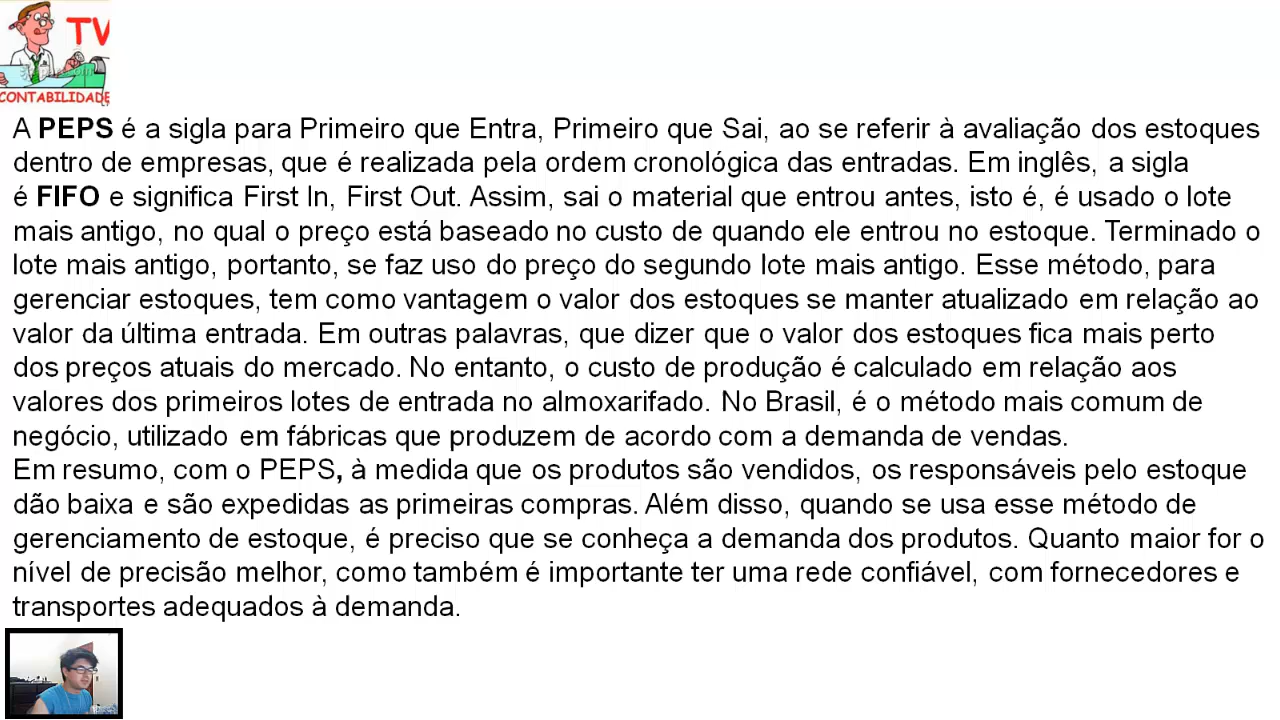 TV
CONTABILIDADE
A PEPS é a sigla para Primeiro que Entra, Primeiro que Sai, ao se referir à avaliação dos estoques
dentro de empresas, que é realizada pela ordem cronológica das entradas. Em inglês, a sigla
é FIFO e significa First In, First Out. Assim, sai o material que entrou antes, isto é, é usado o lote
mais antigo, no qual o preço está baseado no custo de quando ele entrou no estoque. Terminado o
lote mais antigo, portanto, se faz uso do preço do segundo lote mais antigo. Esse método, para
gerenciar estoques, tem como vantagem o valor dos estoques se manter atualizado em relação ao
valor da última entrada. Em outras palavras, que dizer que o valor dos estoques fica mais perto
dos preços atuais do mercado. No entanto, o custo de produção é calculado em relação aos
valores dos primeiros lotes de entrada no almoxarifado. No Brasil, é o método mais comum de
negócio, utilizado em fábricas que produzem de acordo com a demanda de vendas.
Em resumo, com o PEPS, à medida que os produtos são vendidos, os responsáveis pelo estoque
dão baixa e são expedidas as primeiras compras. Além disso, quando se usa esse método de
gerenciamento de estoque, é preciso que se conheça a demanda dos produtos. Quanto maior for o
nível de precisão melhor, como também é importante ter uma rede confiável, com fornecedores e
transportes adequados à demanda.